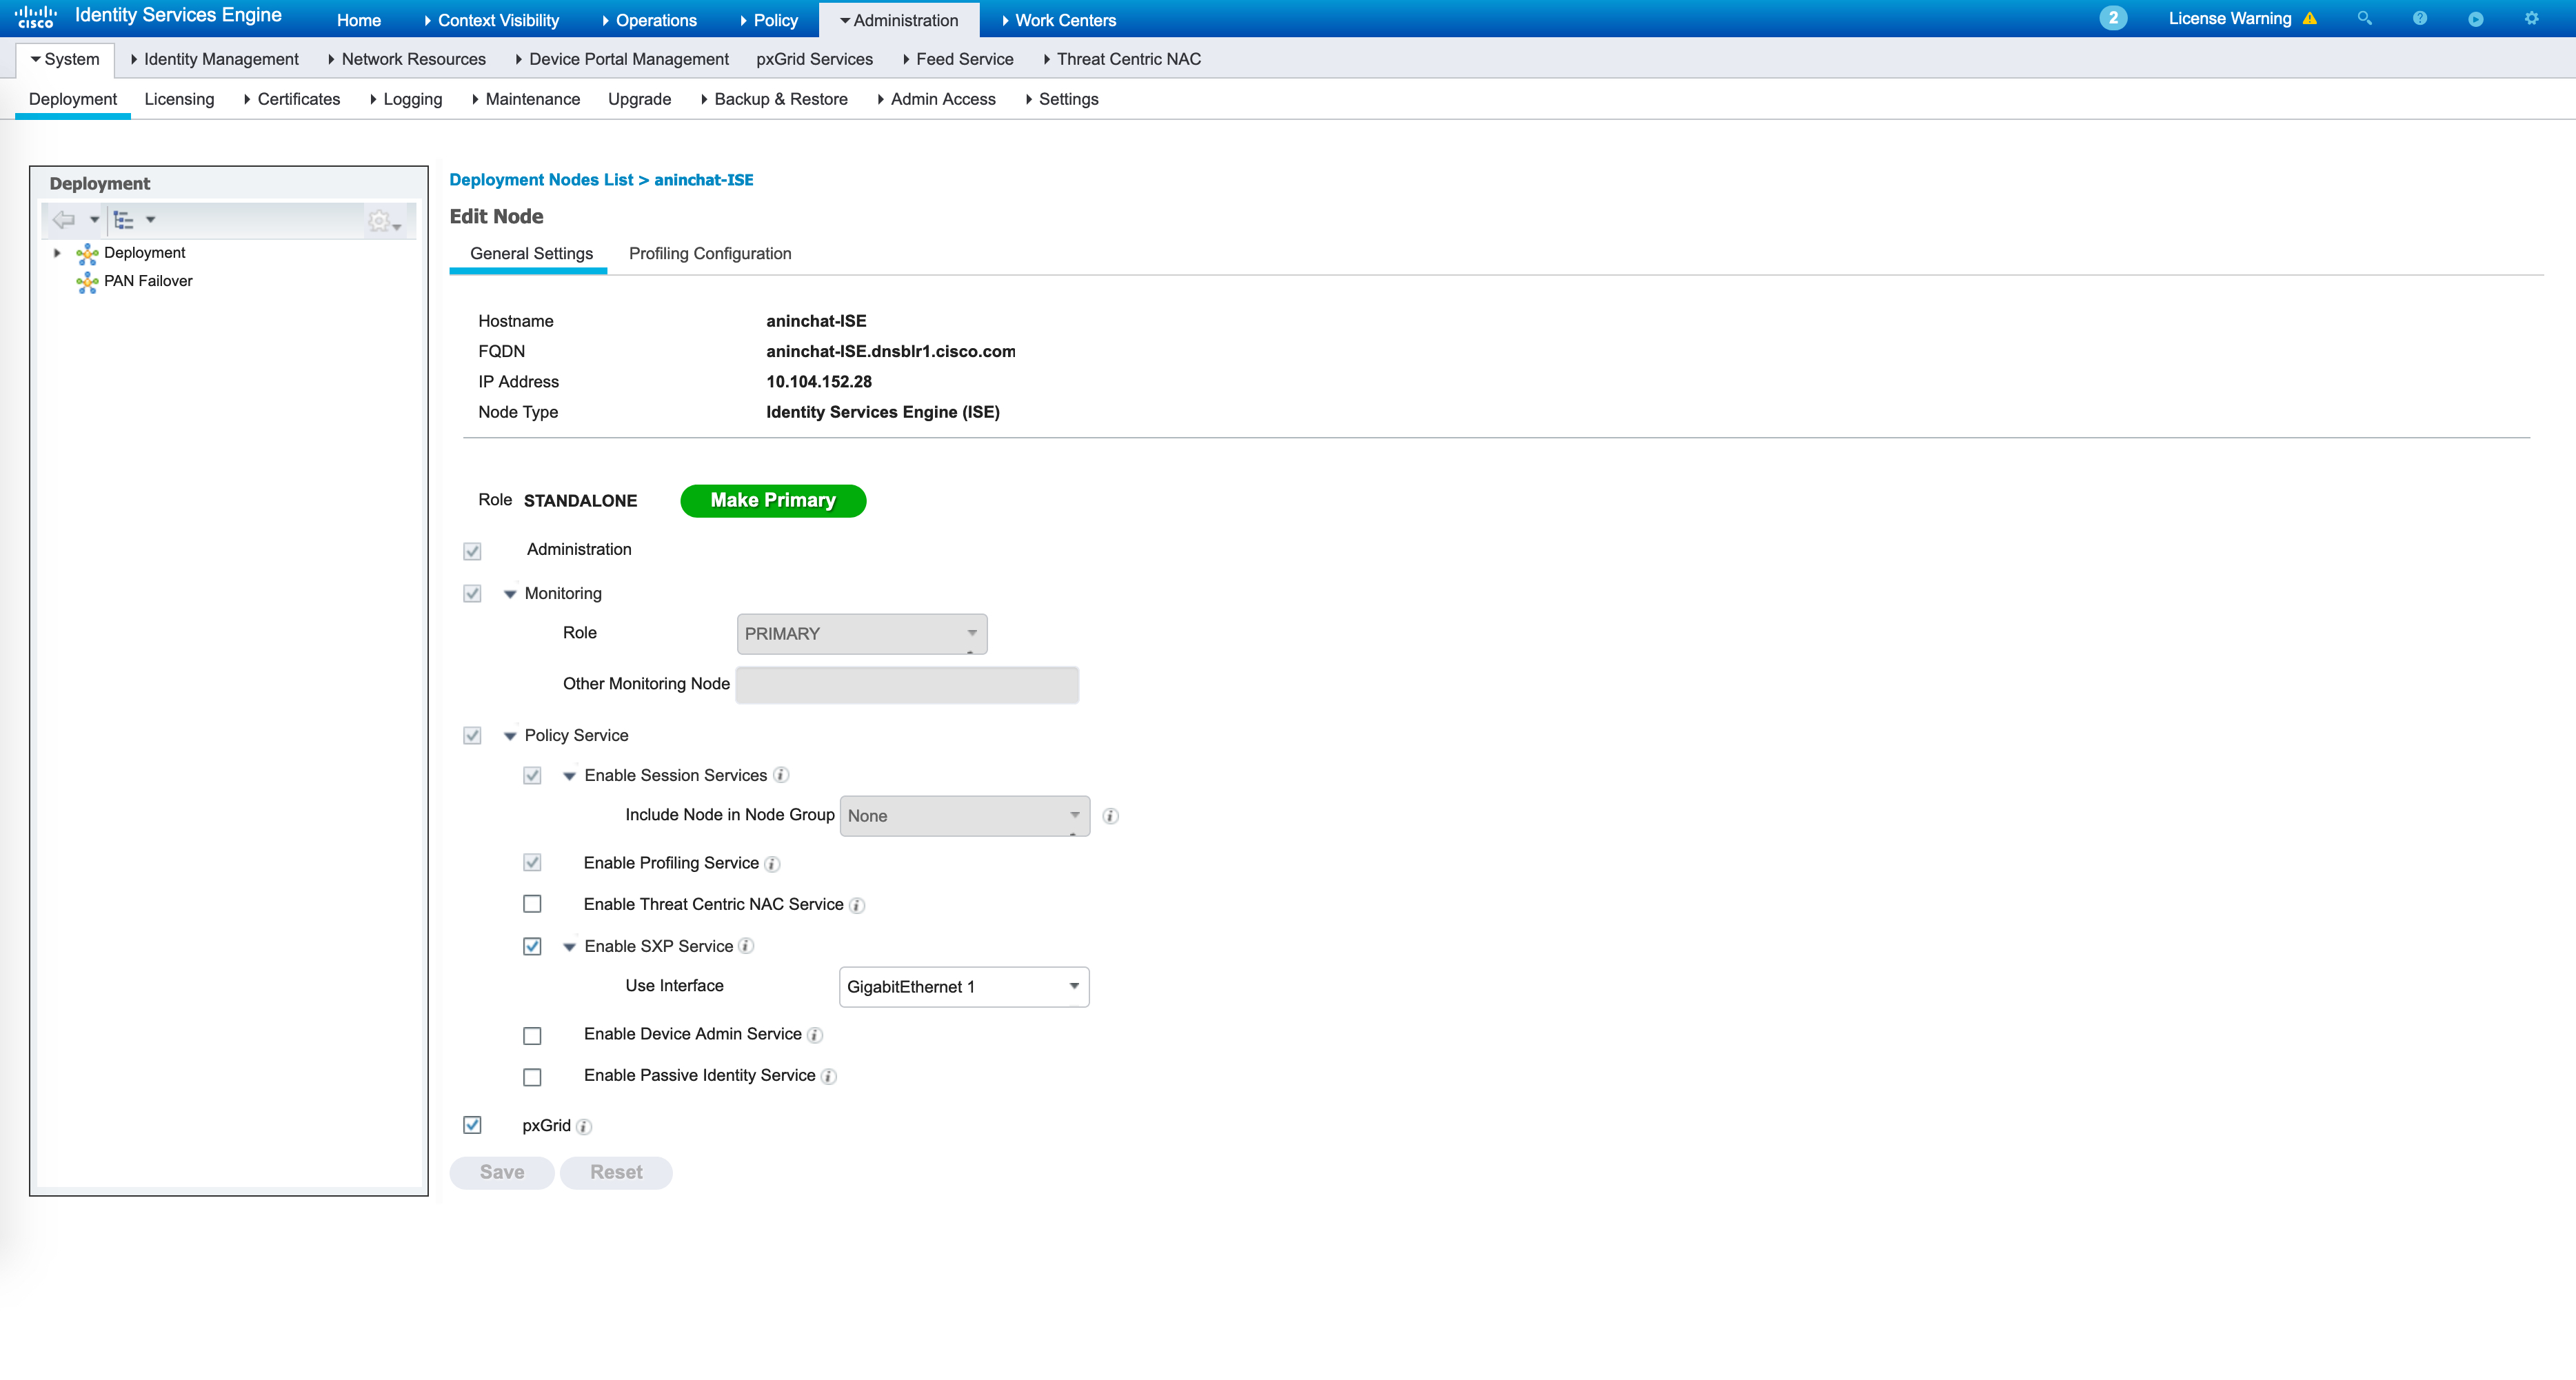 cisco Identity Services Engine Home Context Visibility Operations Policy Administration Work Centers 2 License Warning
System Identity Management Network Resources Device Portal Management pxGrid Services Feed Service Threat Centric NAC
Deployment Licensing Certificates Logging Maintenance Upgrade Backup & Restore Admin Access Settings
Deployment
Deployment
PAN Failover
Deployment Nodes List > aninchat-ISE
Edit Node
General Settings Profiling Configuration
Hostname aninchat-ISE
FQDN aninchat-ISE.dnsblr1.cisco.com
IP Address 10.104.152.28
Node Type Identity Services Engine (ISE)
Role STANDALONE Make Primary
Administration
Monitoring
Role PRIMARY
Other Monitoring Node
Policy Service
Enable Session Services
Include Node in Node Group None
Enable Profiling Service
Enable Threat Centric NAC Service
Enable SXP Service
Use Interface GigabitEthernet 1
Enable Device Admin Service
Enable Passive Identity Service
pxGrid
Save Reset